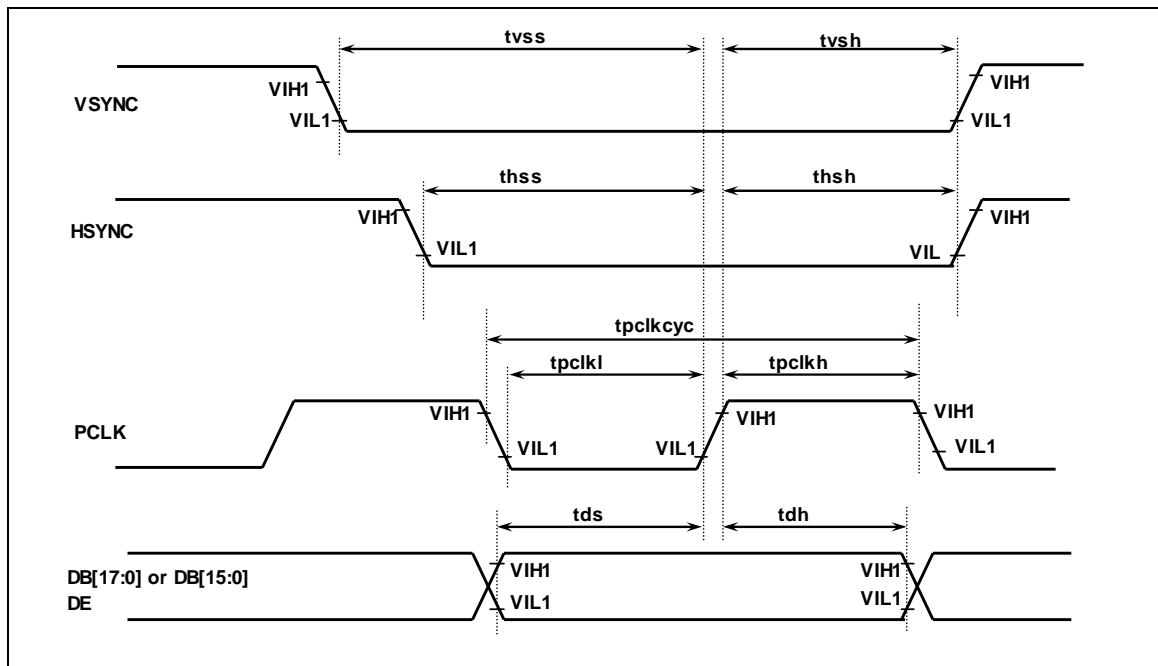 tvss
tvsh
VIH1
VIH1
VSYNC
VIL1
VIL1
thss
thsh
VIH1
VIH1
HSYNC
VIL1
VIL
tpclkcyc
tpclkl
tpclkh
VIH1
VIH1
VIH1
PCLK
VIL1
VIL1
VIL1
tds
tdh
VIH1
VIH1
DB[17:0] or DB[15:0]
DE
VIL1
VIL1